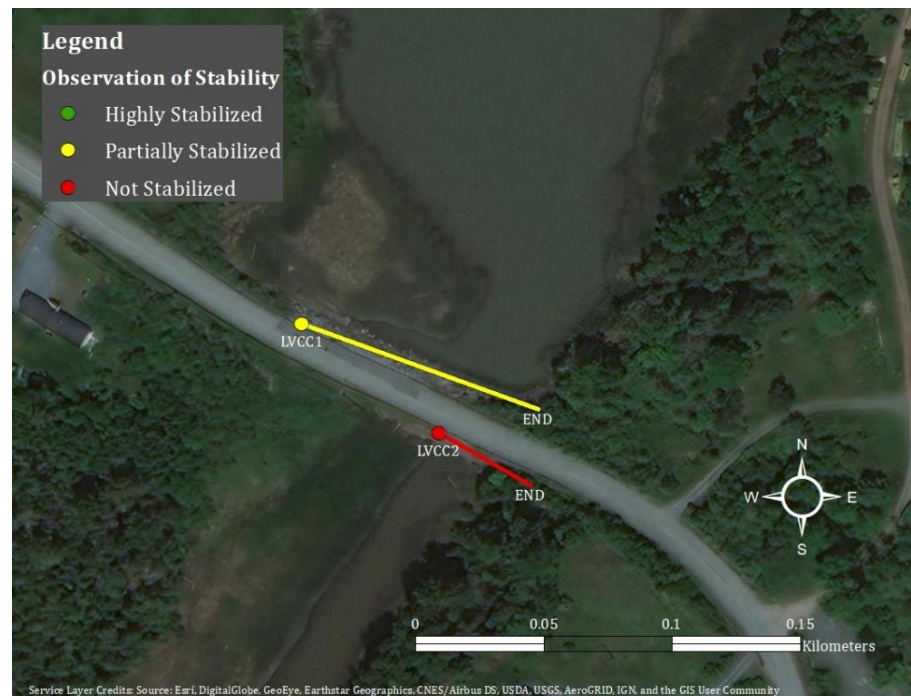 Legend
Observation of Stability
Highly Stabilized
Partially Stabilized
Not Stabilized
LVCC1
END
LVCC2
END
N
W E
S
0 0.05 0.1 0.15
Kilometers
Service Layer Credits: Source: Esri, DigitalGlobe, GeoEye, Earthstar Geographics, CNES/Airbus DS, USDA, USGS, AeroGRID, IGN, and the GIS User Community